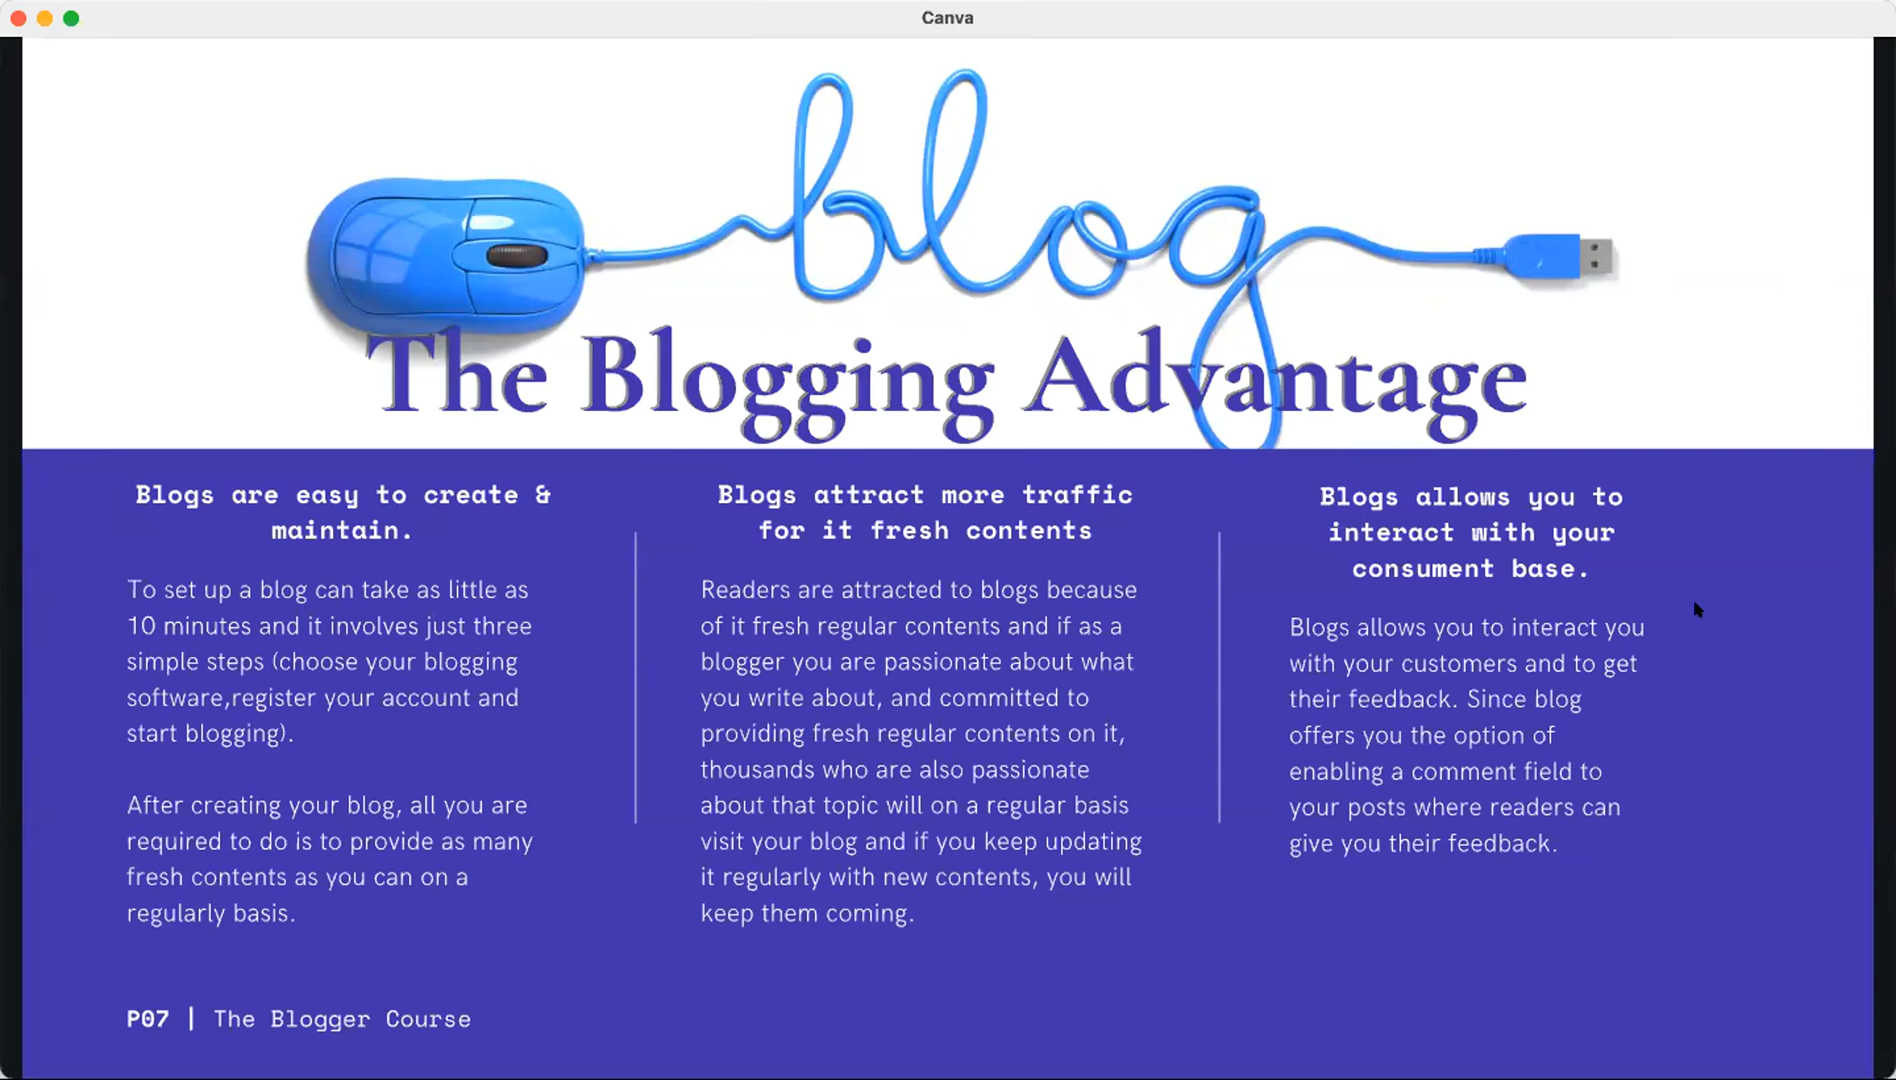 Canva
blog
The Blogging Advantage
Blogs are easy to create &
maintain.
To set up a blog can take as little as
10 minutes and it involves just three
simple steps (choose your blogging
software,register your account and
start blogging).
After creating your blog, all you are
required to do is to provide as many
fresh contents as you can on a
regularly basis.
Blogs attract more traffic
for it fresh contents
Readers are attracted to blogs because
of it fresh regular contents and if as a
blogger you are passionate about what
you write about, and committed to
providing fresh regular contents on it,
thousands who are also passionate
about that topic will on a regular basis
visit your blog and if you keep updating
it regularly with new contents, you will
keep them coming.
Blogs allows you to
interact with your
consument base.
Blogs allows you to interact you
with your customers and to get
their feedback. Since blog
offers you the option of
enabling a comment field to
your posts where readers can
give you their feedback.
P07 | The Blogger Course